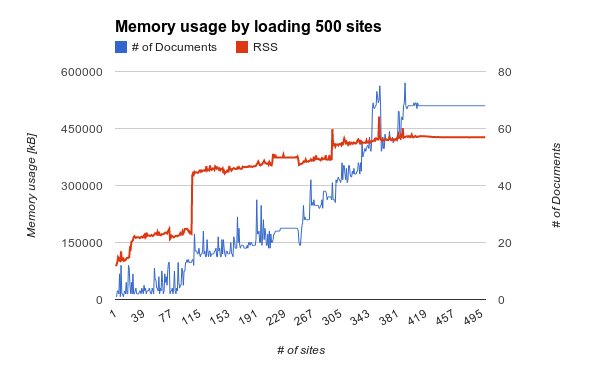 Memory usage by loading 500 sites
# of Documents RSS
600000 80
450000 60
300000 40
150000 20
0 0
Memory usage [kB]
# of Documents
1 39 77 115 153 191 229 267 305 343 381 419 457 495
# of sites